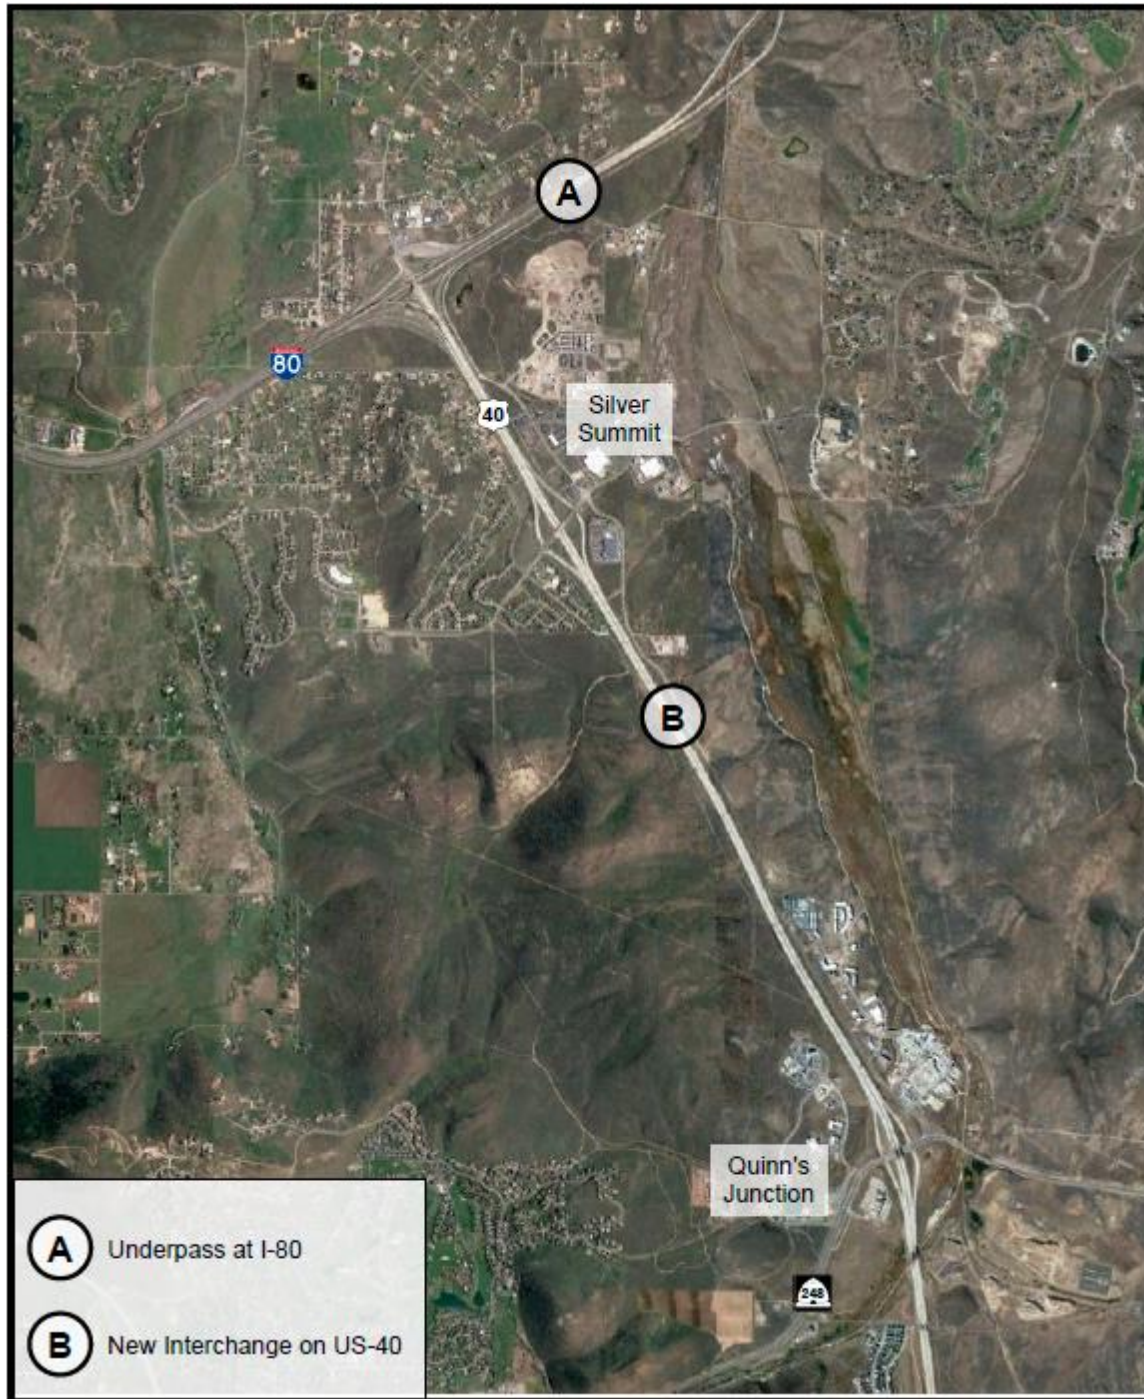 A
80
40
Silver
Summit
B
Quinn's
Junction
248
A Underpass at I-80
B New Interchange on US-40